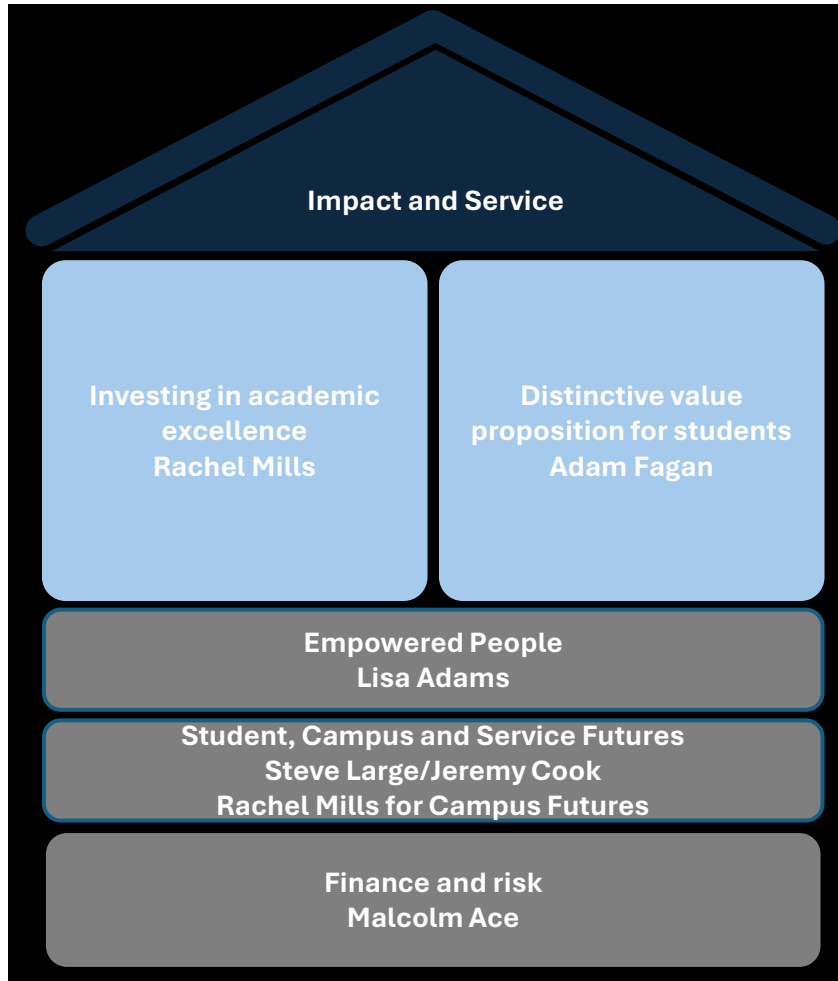 Impact and Service
Investing in academic
excellence
Rachel Mills
Distinctive value
proposition for students
Adam Fagan
Empowered People
Lisa Adams
Student, Campus and Service Futures
Steve Large/Jeremy Cook
Rachel Mills for Campus Futures
Finance and risk
Malcolm Ace